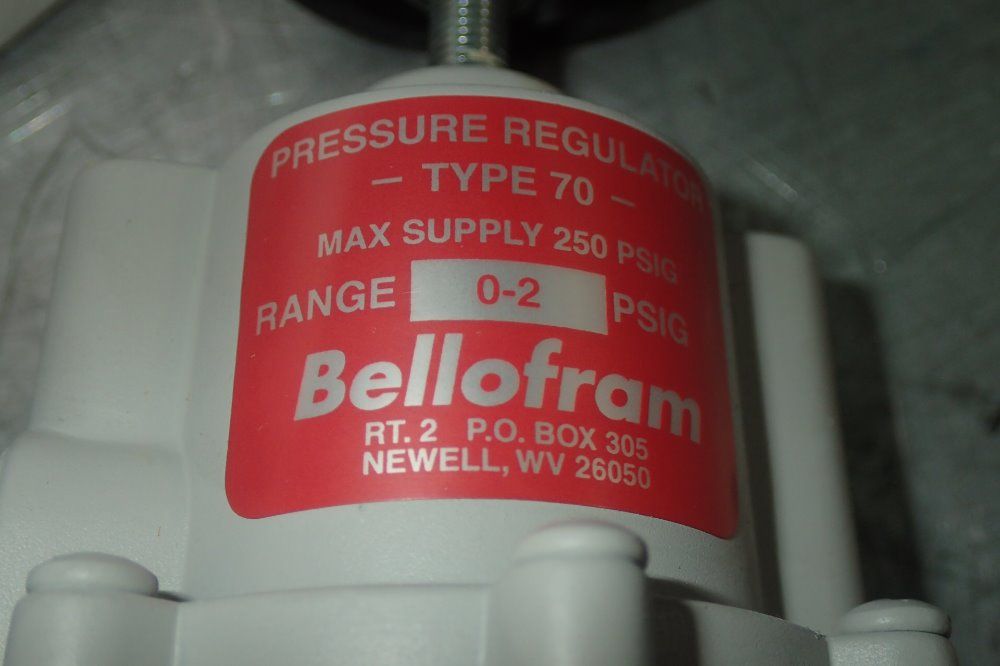 PRESSURE REGULATOR
- TYPE 70 -
MAX SUPPLY 250 PSIG
RANGE 0-2 PSIG
Bellofram
RT. 2 P.O. BOX 305
NEWELL, WV 26050